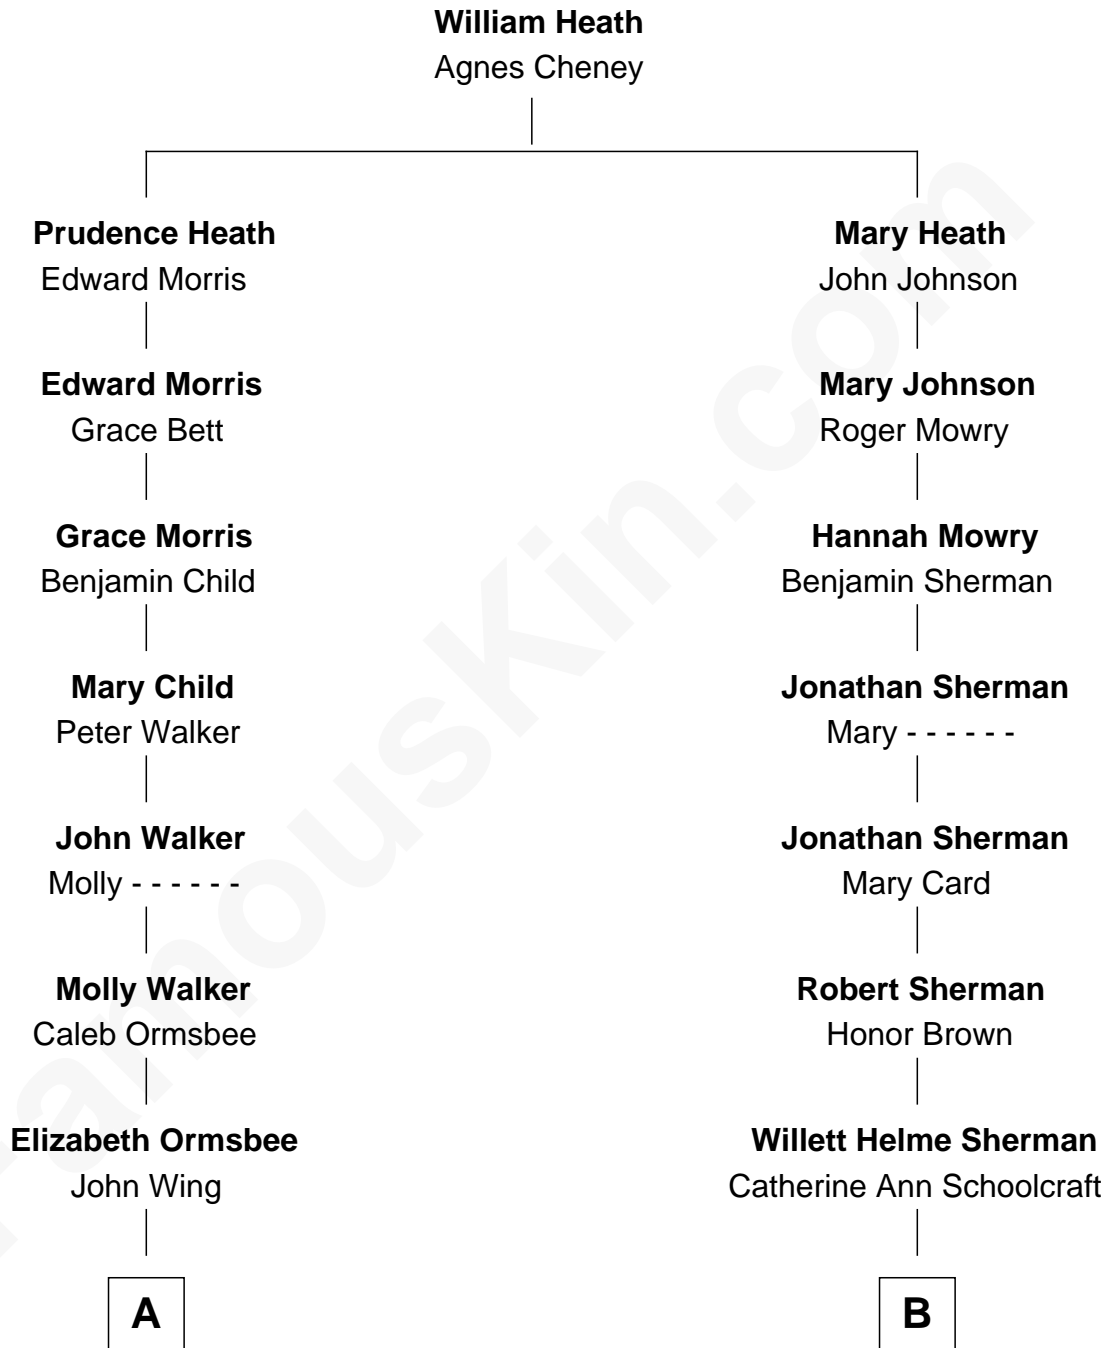 William Heath
Agnes Cheney
Prudence Heath
Edward Morris
Mary Heath
John Johnson
Edward Morris
Grace Bett
Mary Johnson
Roger Mowry
Grace Morris
Benjamin Child
Hannah Mowry
Benjamin Sherman
Mary Child
Peter Walker
Jonathan Sherman
Mary - - - - - -
John Walker
Molly - - - - - -
Jonathan Sherman
Mary Card
Molly Walker
Caleb Ormsbee
Robert Sherman
Honor Brown
Elizabeth Ormsbee
John Wing
Willett Helme Sherman
Catherine Ann Schoolcraft
A
B
FamousKin.com